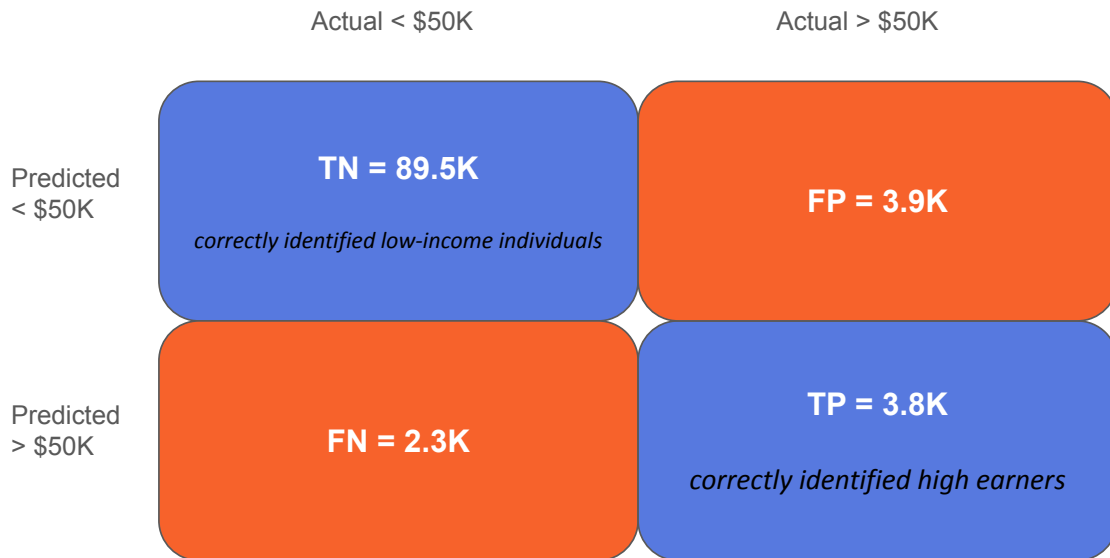 Actual < $50K
Actual > $50K
Predicted
< $50K
TN = 89.5K
correctly identified low-income individuals
FP = 3.9K
Predicted
> $50K
FN = 2.3K
TP = 3.8K
correctly identified high earners